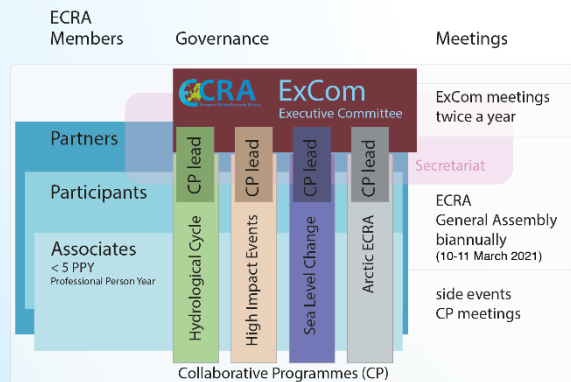 ECRA
Members
Governance
Meetings
ECRA
ExCom
Executive Committee
ExCom meetings
twice a year
Partners
Secretariat
Participants
ECRA
General Assembly
biannually
(10-11 March 2021)
Associates
< 5 PPY
Professional Person Year
side events
CP meetings
CP lead
Hydrological Cycle
CP lead
High Impact Events
CP lead
Sea Level Change
CP lead
Arctic ECRA
Collaborative Programmes (CP)